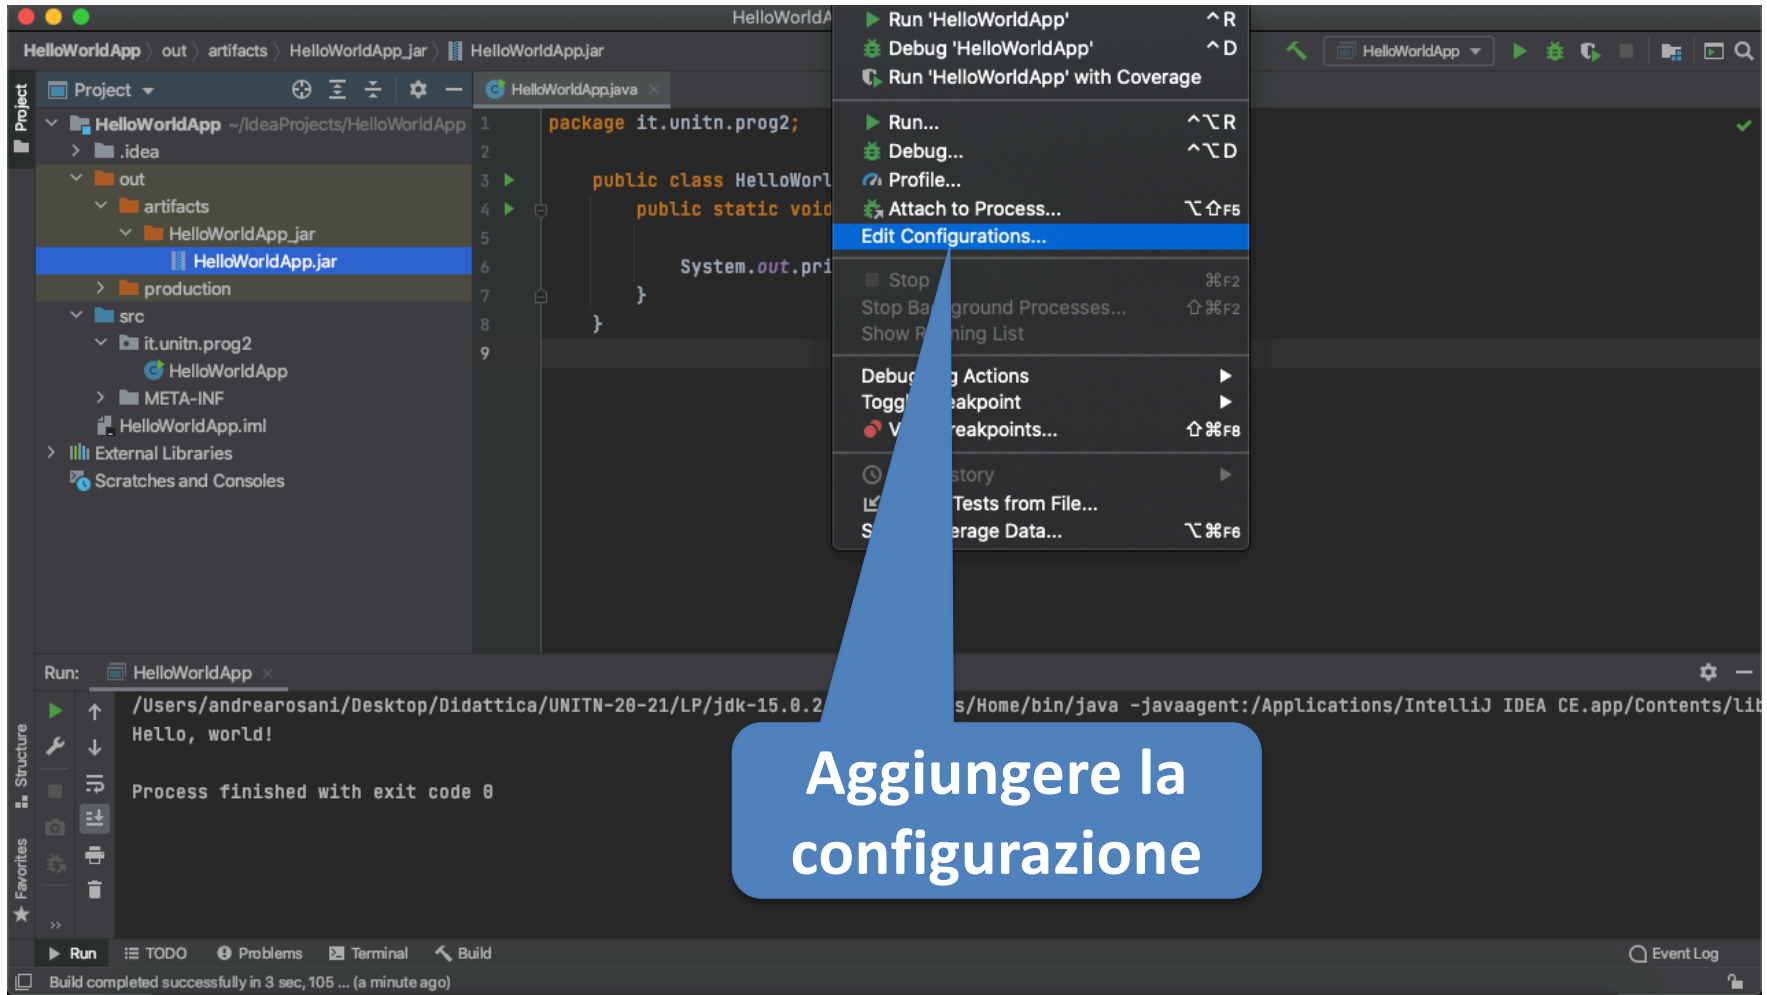 HelloWorldA
HelloWorldApp out artifacts HelloWorldApp_jar HelloWorldApp.jar
HelloWorldApp
Project
Project
HelloWorldApp.java
HelloWorldApp ~/IdeaProjects/HelloWorldApp
.idea
out
artifacts
HelloWorldApp_jar
HelloWorldApp.jar
production
src
it.unitn.prog2
HelloWorldApp
META-INF
HelloWorldApp.iml
External Libraries
Scratches and Consoles
1 package it.unitn.prog2;
2
3 public class HelloWorl
4 public static void
5
6 System.out.pri
7 }
8 }
9
Run 'HelloWorldApp' ^R
Debug 'HelloWorldApp' ^D
Run 'HelloWorldApp' with Coverage
Run... ^⌥R
Debug... ^⌥D
Profile...
Attach to Process... ⌥⇧F5
Edit Configurations...
Stop ⌘F2
Stop Ba ground Processes... ⇧⌘F2
Show R ning List
Debug g Actions
Toggl eakpoint
V reakpoints... ⇧⌘F8
story
Tests from File...
S erage Data... ⌥⌘F6
Run: HelloWorldApp
/Users/andrearosani/Desktop/Didattica/UNITN-20-21/LP/jdk-15.0.2 s/Home/bin/java -javaagent:/Applications/IntelliJ IDEA CE.app/Contents/lib
Hello, world!
Process finished with exit code 0
Aggiungere la
configurazione
Structure
Favorites
Run TODO Problems Terminal Build Event Log
Build completed successfully in 3 sec, 105 ... (a minute ago)